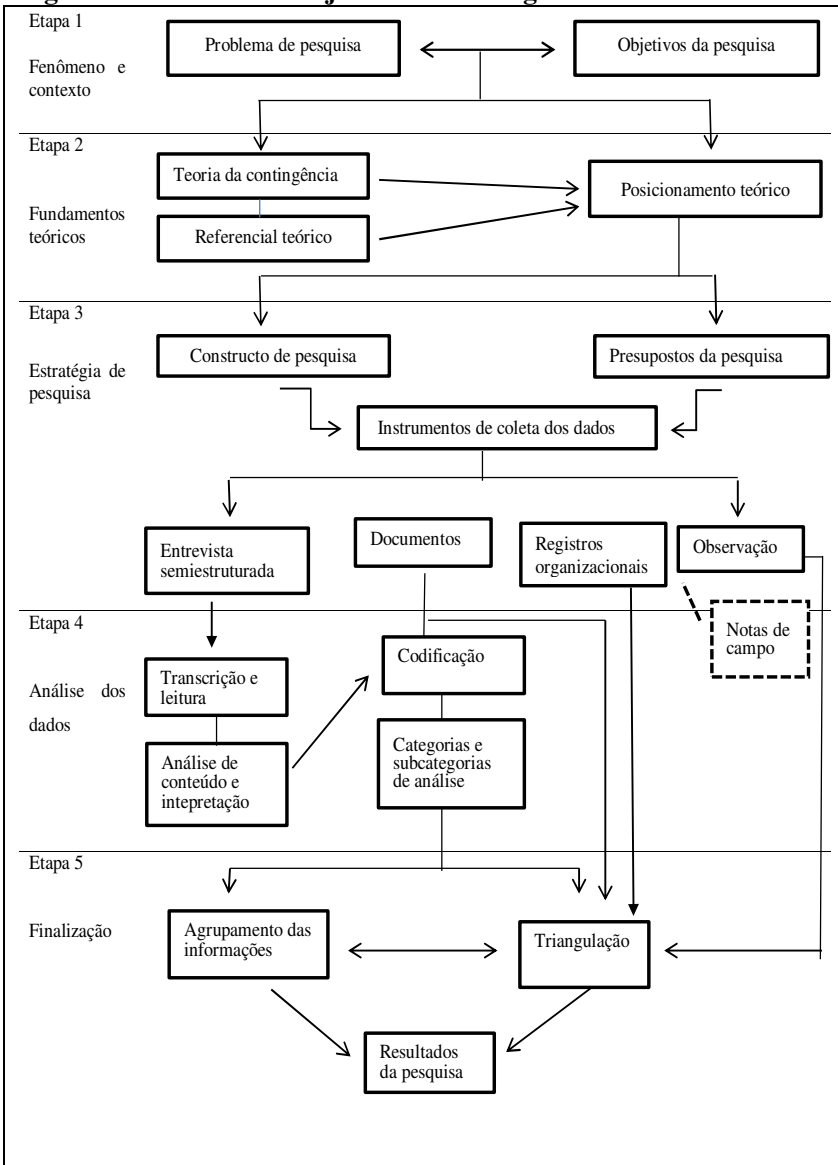 Etapa 1
Problema de pesquisa
Objetivos da pesquisa
Fenômeno e
contexto
Etapa 2
Teoria da contingência
Posicionamento teórico
Fundamentos
teóricos
Referencial teórico
Etapa 3
Constructo de pesquisa
Presupostos da pesquisa
Estratégia de
pesquisa
Instrumentos de coleta dos dados
Entrevista
semiestruturada
Documentos
Registros
organizacionais
Observação
Notas de
campo
Etapa 4
Análise dos
dados
Transcrição e
leitura
Codificação
Análise de
conteúdo e
intepretação
Categorias e
subcategorias
de análise
Etapa 5
Finalização
Agrupamento das
informações
Triangulação
Resultados
da pesquisa